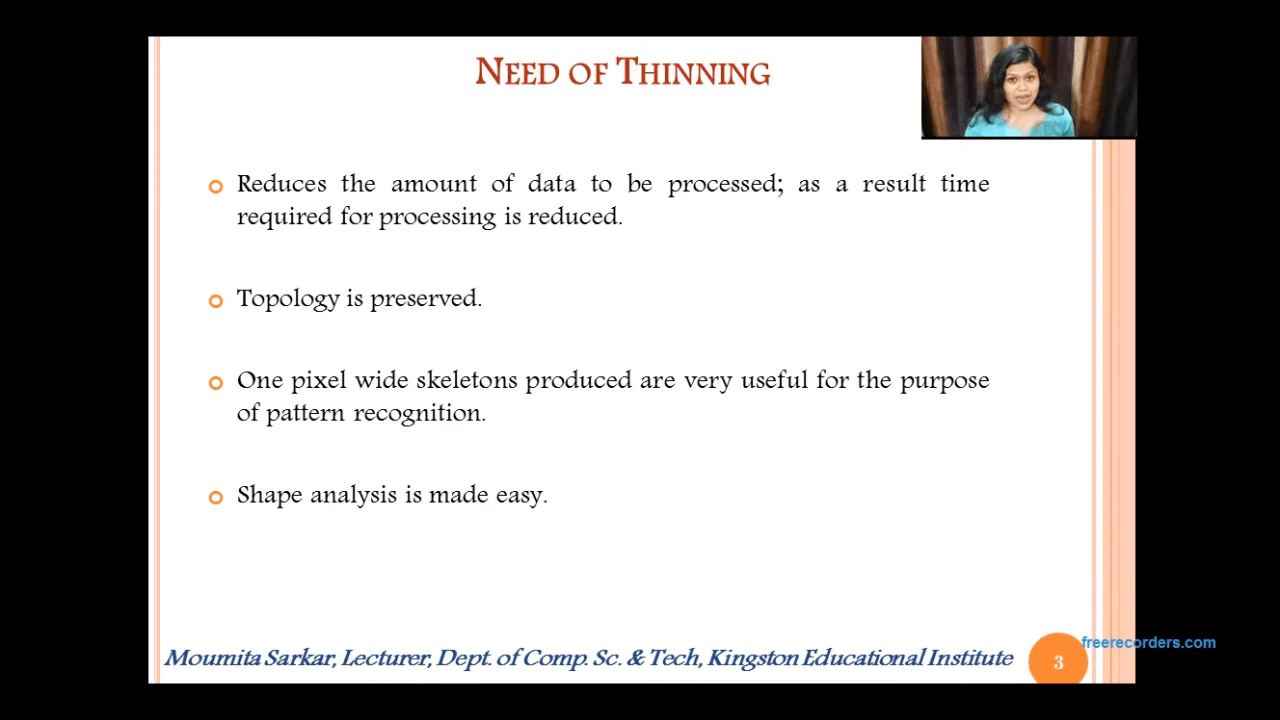 NEED OF THINNING
Reduces the amount of data to be processed; as a result time
required for processing is reduced.
Topology is preserved.
One pixel wide skeletons produced are very useful for the purpose
of pattern recognition.
Shape analysis is made easy.
Moumita Sarkar, Lecturer, Dept. of Comp. Sc. & Tech, Kingston Educational Institute
3
freerecorders.com